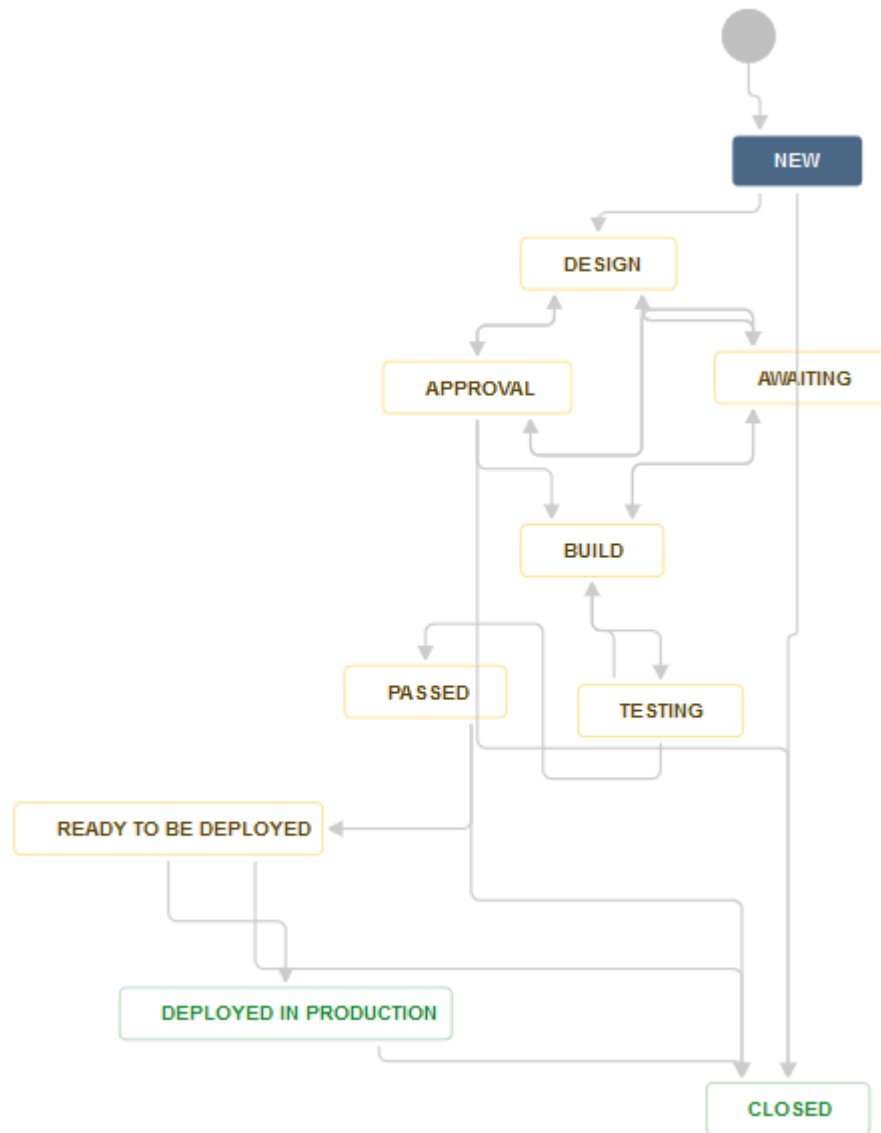 NEW
DESIGN
APPROVAL
AWAITING
BUILD
PASSED
TESTING
READY TO BE DEPLOYED
DEPLOYED IN PRODUCTION
CLOSED